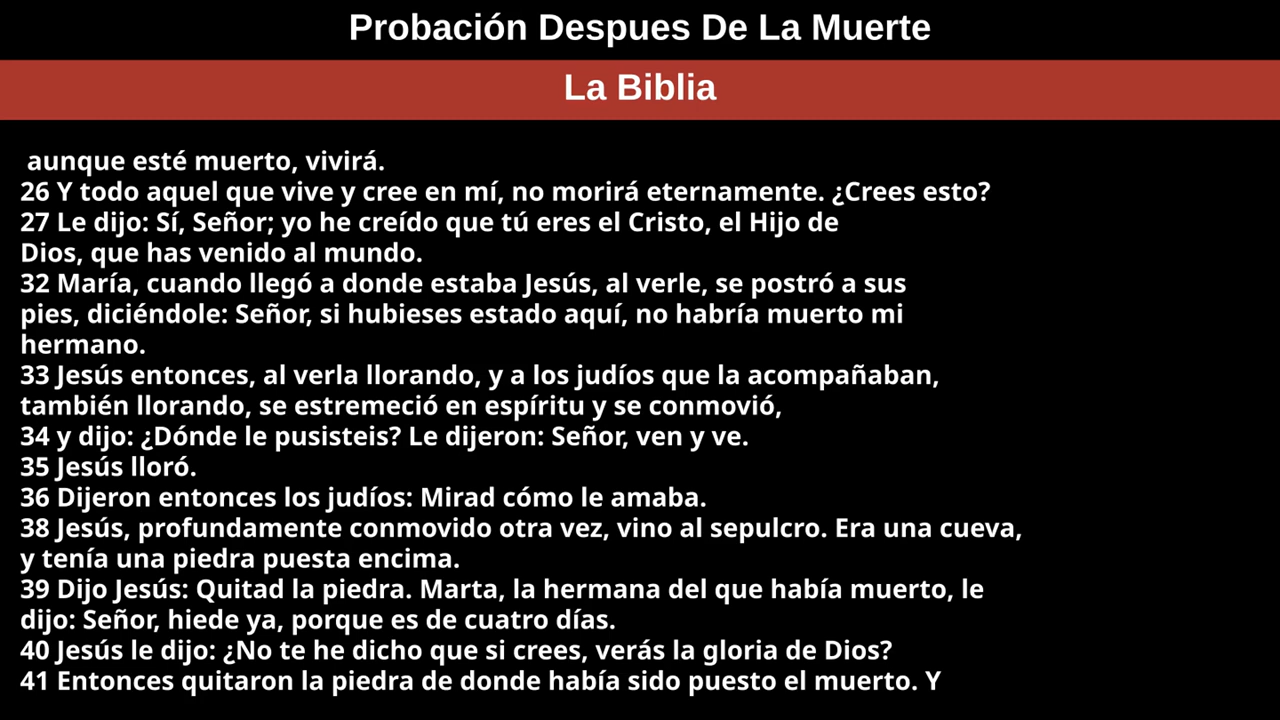 Probación Despues De La Muerte
La Biblia
aunque esté muerto, vivirá.
26 Y todo aquel que vive y cree en mí, no morirá eternamente. ¿Crees esto?
27 Le dijo: Sí, Señor; yo he creído que tú eres el Cristo, el Hijo de
Dios, que has venido al mundo.
32 María, cuando llegó a donde estaba Jesús, al verle, se postró a sus
pies, diciéndole: Señor, si hubieses estado aquí, no habría muerto mi
hermano.
33 Jesús entonces, al verla llorando, y a los judíos que la acompañaban,
también llorando, se estremeció en espíritu y se conmovió,
34 y dijo: ¿Dónde le pusisteis? Le dijeron: Señor, ven y ve.
35 Jesús lloró.
36 Dijeron entonces los judíos: Mirad cómo le amaba.
38 Jesús, profundamente conmovido otra vez, vino al sepulcro. Era una cueva,
y tenía una piedra puesta encima.
39 Dijo Jesús: Quitad la piedra. Marta, la hermana del que había muerto, le
dijo: Señor, hiede ya, porque es de cuatro días.
40 Jesús le dijo: ¿No te he dicho que si crees, verás la gloria de Dios?
41 Entonces quitaron la piedra de donde había sido puesto el muerto. Y